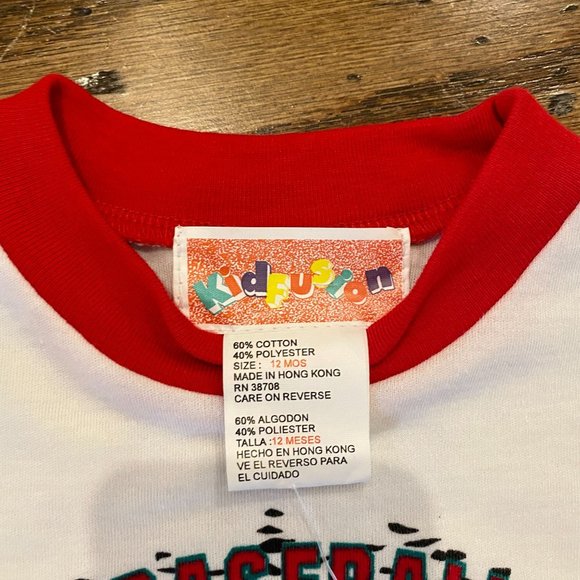 KidFusion
60% COTTON
40% POLYESTER
SIZE : 12 MOS
MADE IN HONG KONG
RN 38708
CARE ON REVERSE
60% ALGODON
40% POLIESTER
TALLA :12 MESES
HECHO EN HONG KONG
VE EL REVERSO PARA
EL CUIDADO
BASEBALL